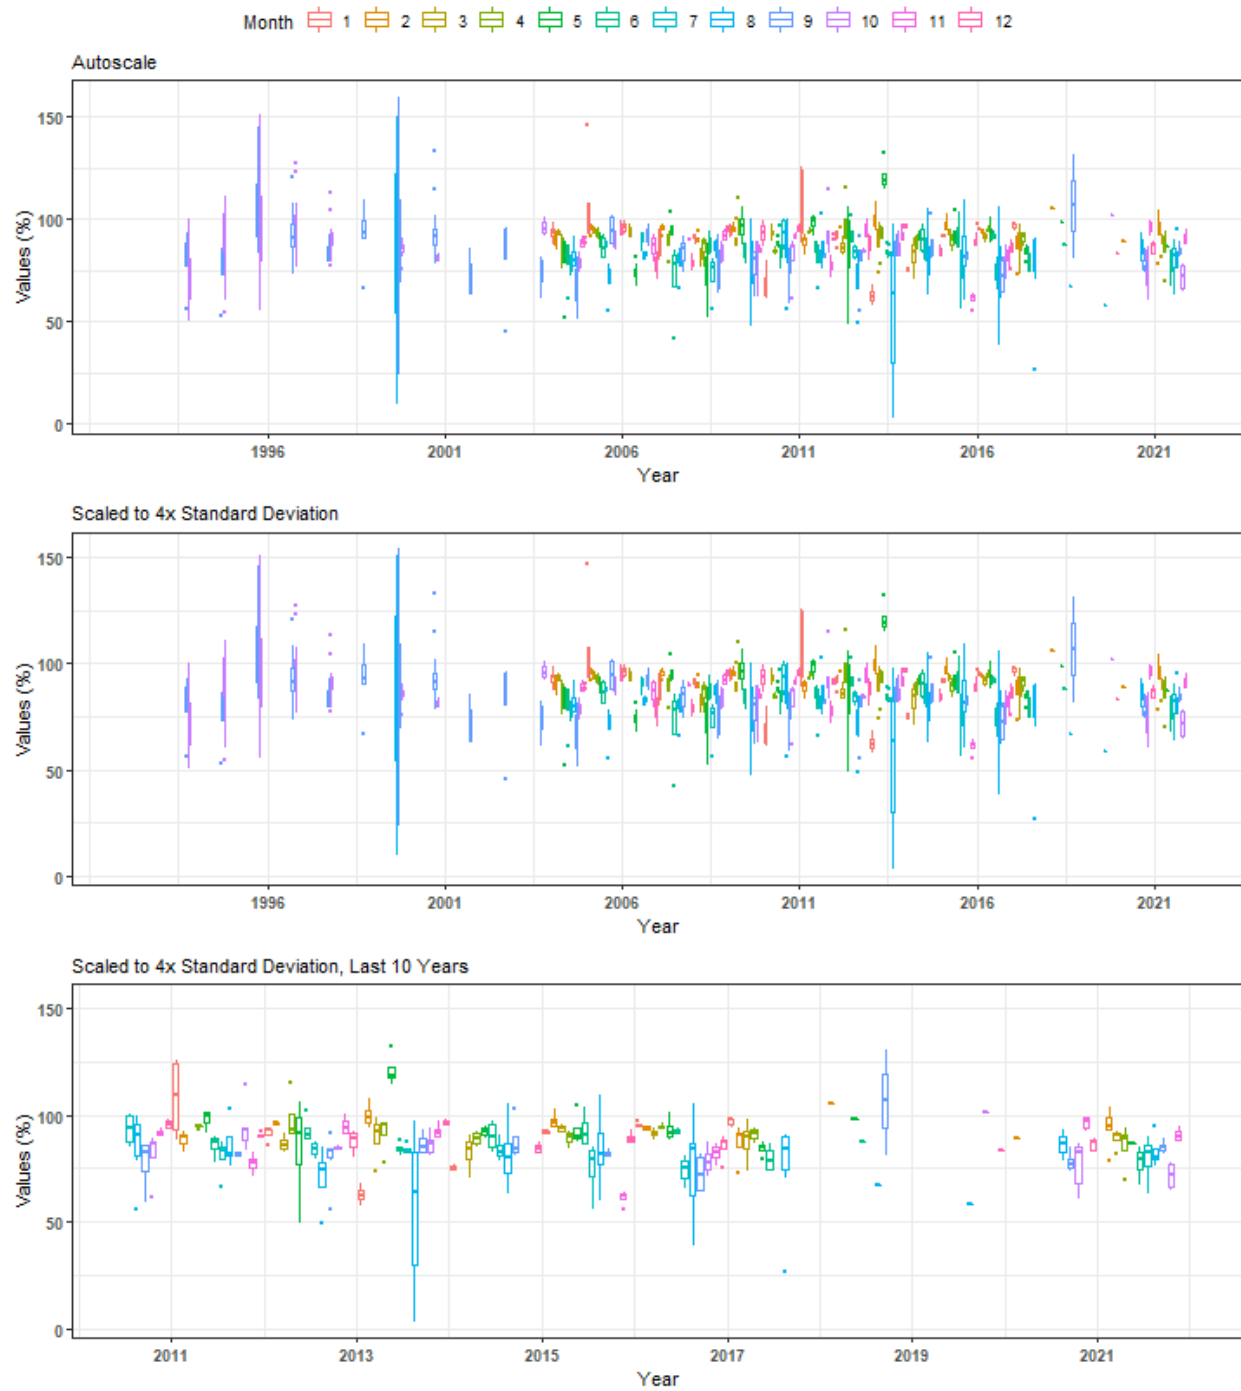 Month 1 2 3 4 5 6 7 8 9 10 11 12
Autoscale
Values (%)
150
100
50
0
1996 2001 2006 2011 2016 2021
Year
Scaled to 4x Standard Deviation
Values (%)
150
100
50
0
1996 2001 2006 2011 2016 2021
Year
Scaled to 4x Standard Deviation, Last 10 Years
Values (%)
150
100
50
0
2011 2013 2015 2017 2019 2021
Year